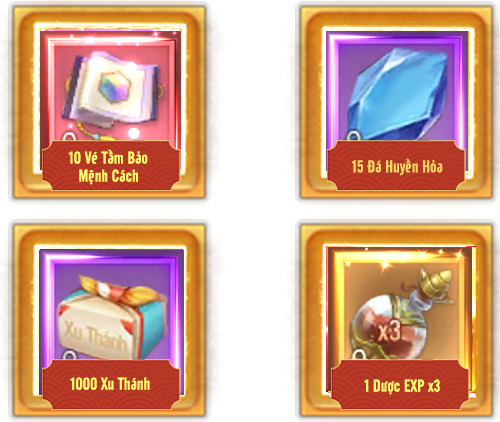 10 Vé Tầm Bảo
Mệnh Cách
15 Đá Huyền Hỏa
Xu Thánh
1000 Xu Thánh
x3
1 Dược EXP x3